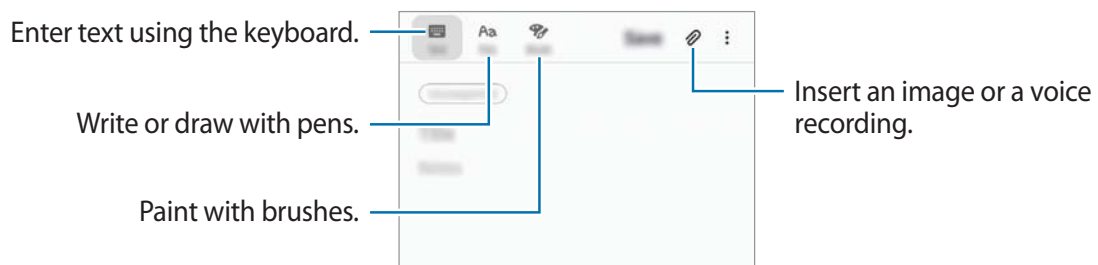 Enter text using the keyboard.
Aa
Write or draw with pens.
Paint with brushes.
Insert an image or a voice
recording.